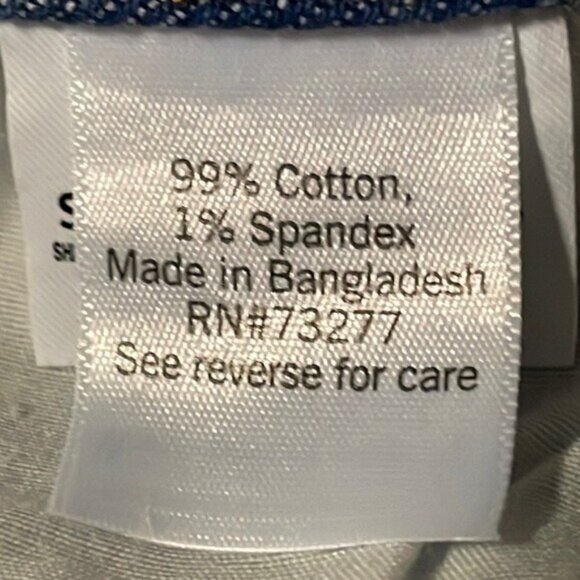 99% Cotton,
1% Spandex
Made in Bangladesh
RN#73277
See reverse for care